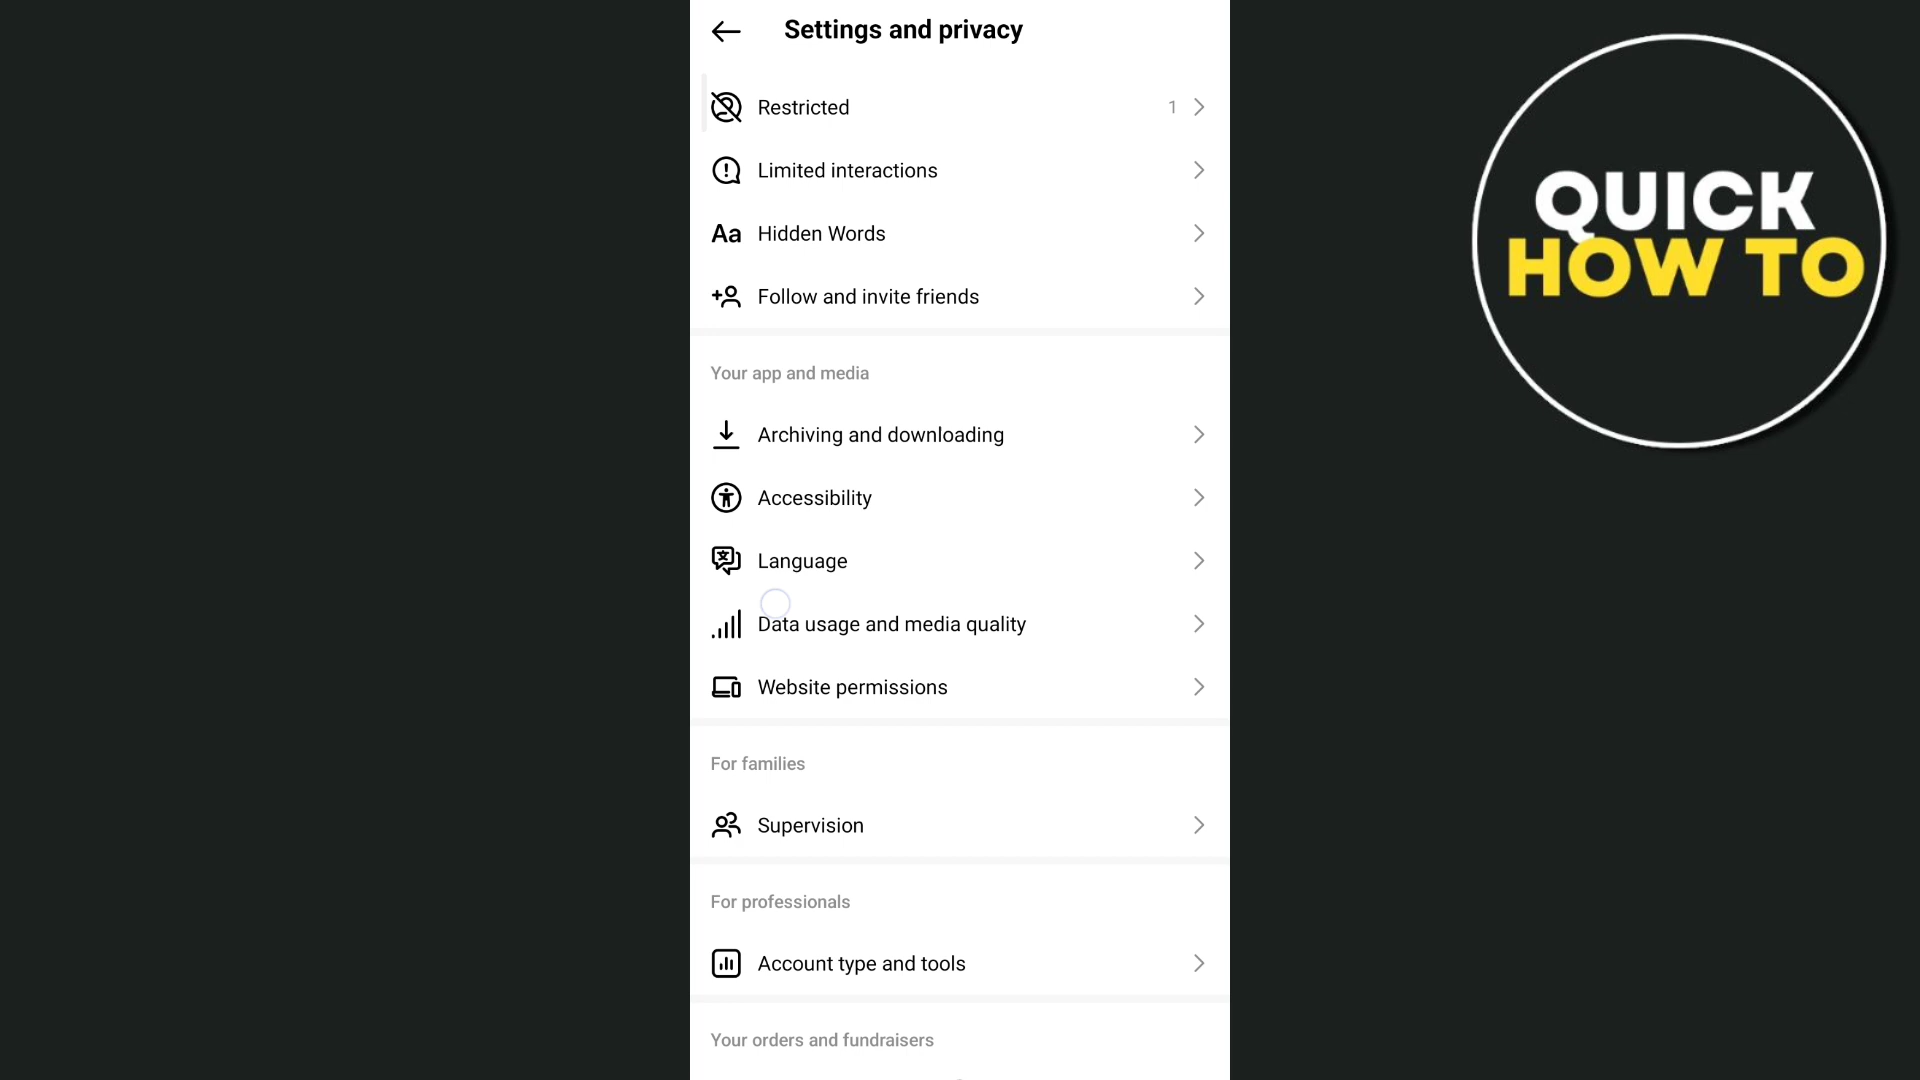 Settings and privacy
Restricted 1
Limited interactions
Aa Hidden Words
Follow and invite friends
Your app and media
Archiving and downloading
Accessibility
Language
Data usage and media quality
Website permissions
For families
Supervision
For professionals
Account type and tools
Your orders and fundraisers
QUICK
HOW TO